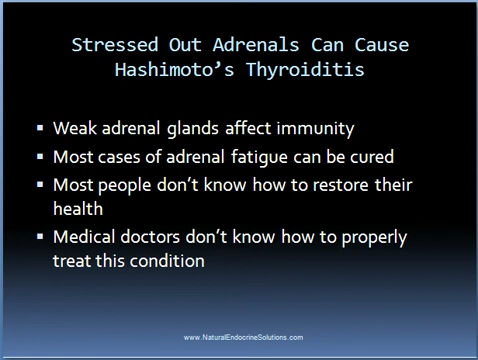 Stressed Out Adrenals Can Cause
Hashimoto's Thyroiditis
▪ Weak adrenal glands affect immunity
▪ Most cases of adrenal fatigue can be cured
▪ Most people don't know how to restore their
health
▪ Medical doctors don't know how to properly
treat this condition
www.NaturalEndocrineSolutions.com